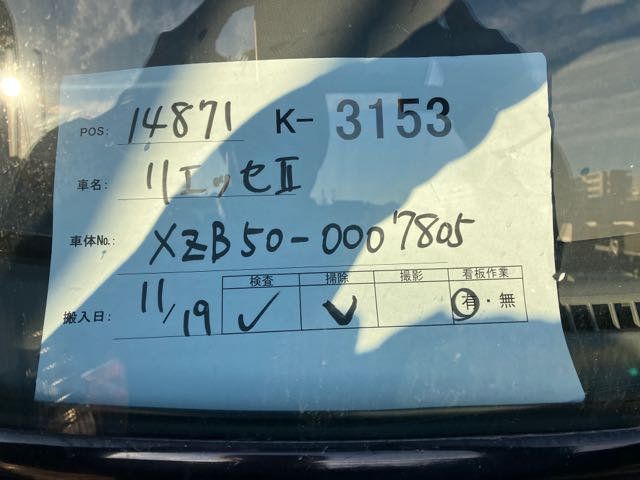 POS: 14871 K-3153
車名: リエッセⅡ
車体No.: XZB50-0007805
搬入日: 11/19
検査 掃除 撮影 看板作業
✓ ✓ 有・無